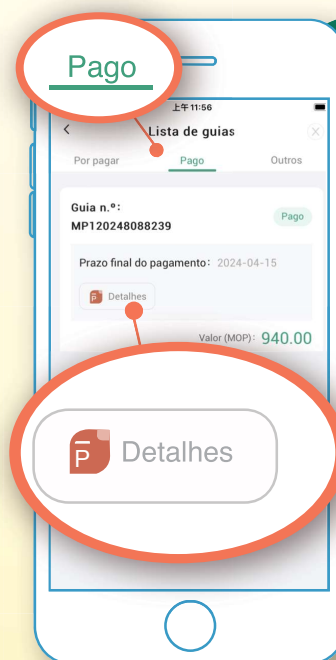 Pago
上午11:56
Lista de guias
Por pagar Pago Outros
Guia n.º:
MP120248088239
Pago
Prazo final do pagamento: 2024-04-15
P Detalhes
Valor (MOP): 940.00
P Detalhes